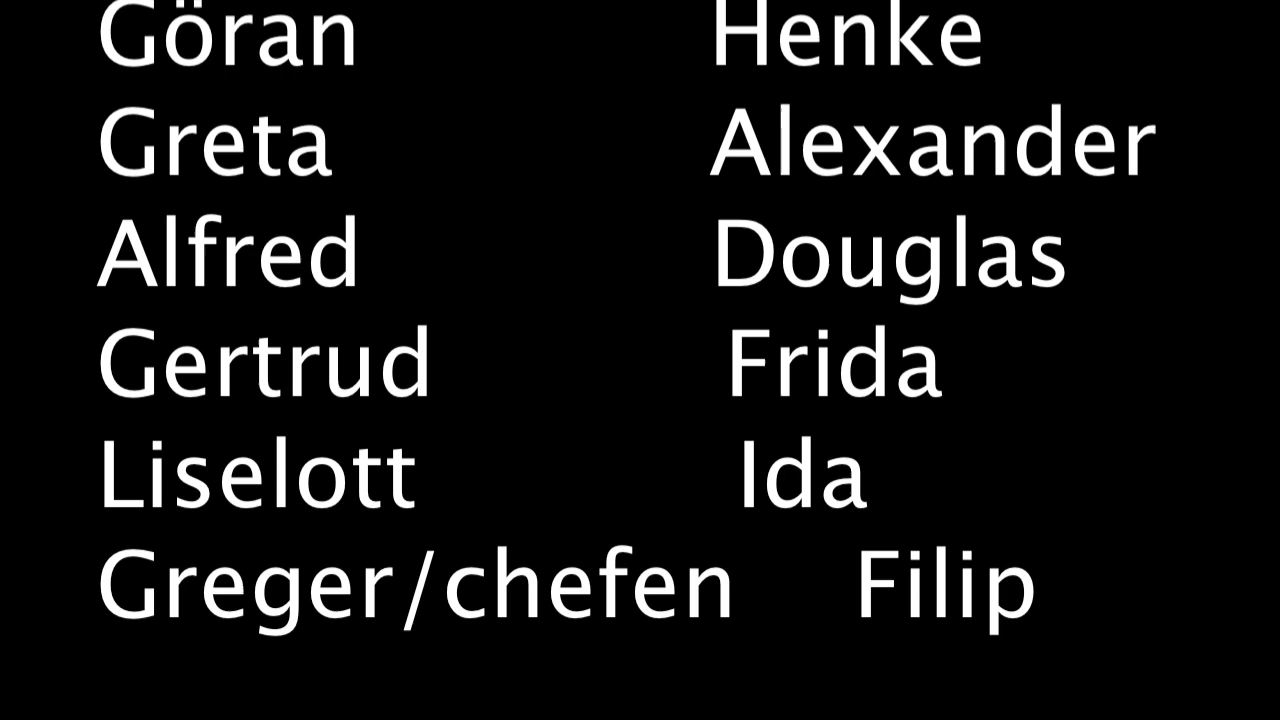 Göran Henke
Greta Alexander
Alfred Douglas
Gertrud Frida
Liselott Ida
Greger/chefen Filip